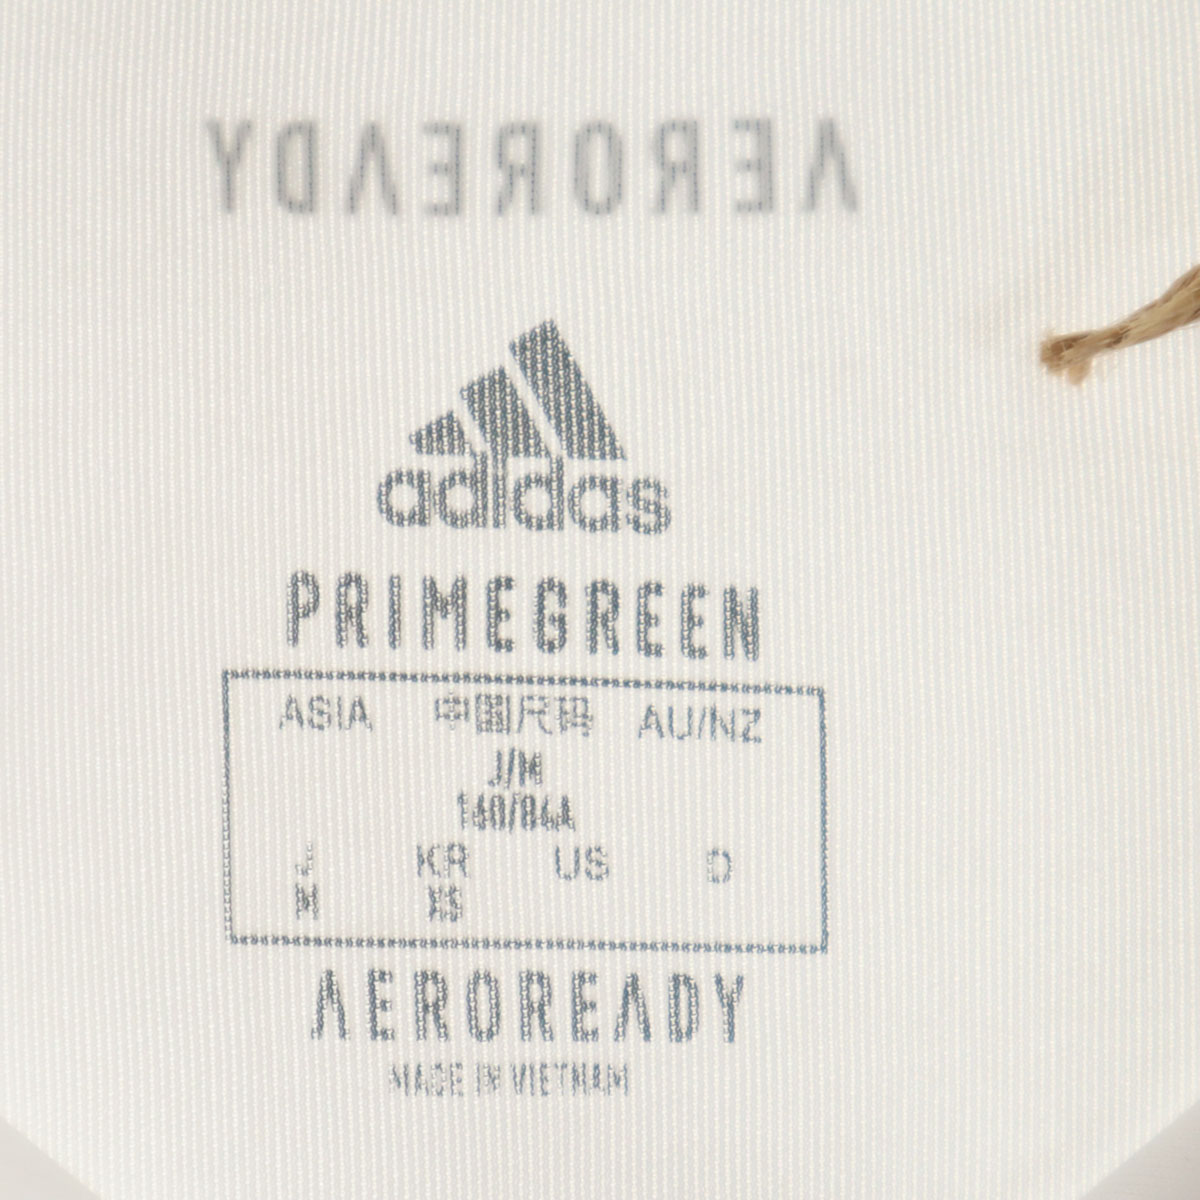 AEROREADY
adidas
PRIMEGREEN
ASIA 中国尺码 AU/NZ
J/M
160/84A
J KR US D
M XS
AEROREADY
MADE IN VIETNAM